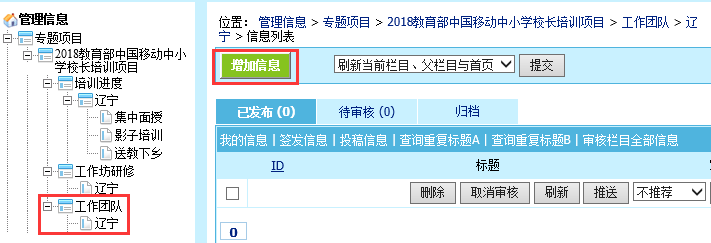 管理信息
专题项目
2018教育部中国移动中小
学校长培训项目
培训进度
辽宁
集中面授
影子培训
送教下乡
工作坊研修
辽宁
工作团队
辽宁
位置: 管理信息 > 专题项目 > 2018教育部中国移动中小学校长培训项目 > 工作团队 > 辽
宁 > 信息列表
增加信息 刷新当前栏目、父栏目与首页 提交
已发布 (0) 待审核 (0) 归档
我的信息 | 签发信息 | 投稿信息 | 查询重复标题A | 查询重复标题B | 审核栏目全部信息
ID 标题
删除 取消审核 刷新 推送 不推荐
0